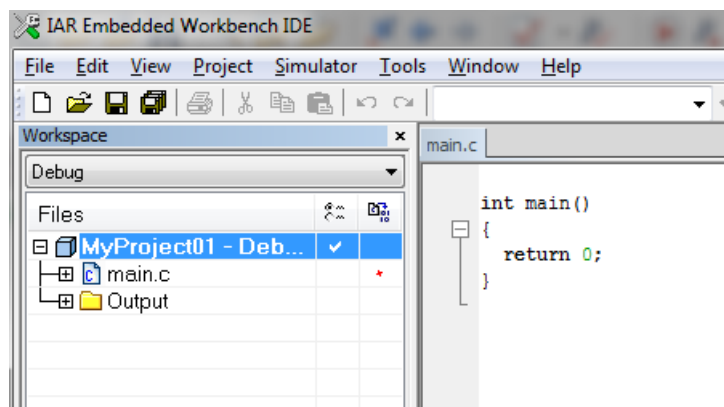 IAR Embedded Workbench IDE
File Edit View Project Simulator Tools Window Help
Workspace
Debug
Files
MyProject01 - Deb...
main.c
Output
main.c
int main()
{
return 0;
}